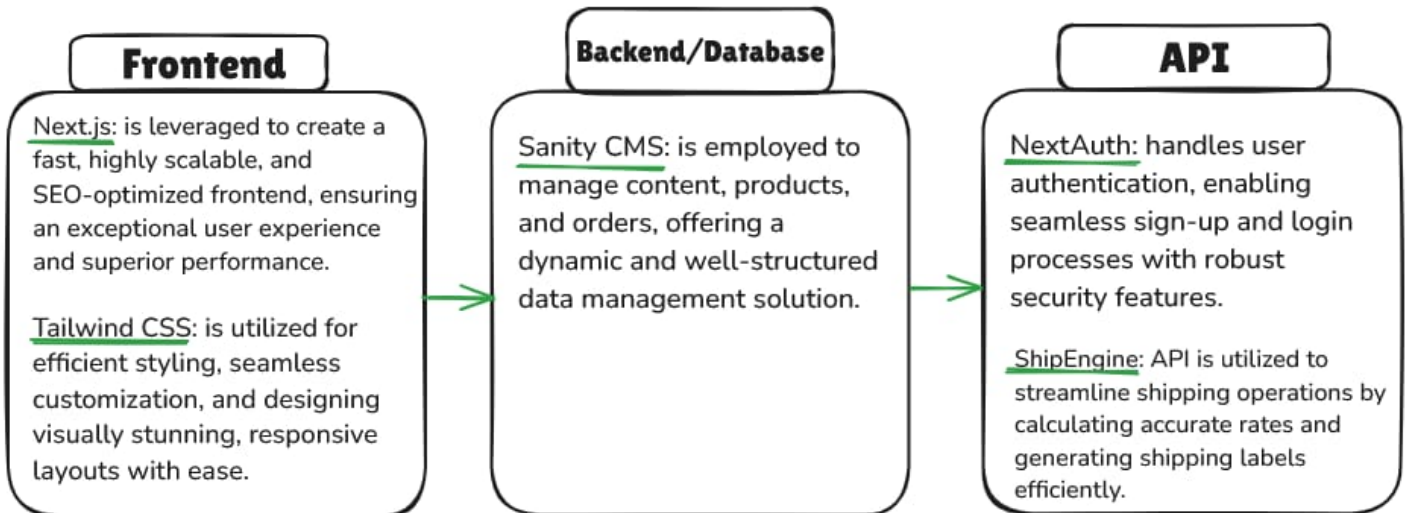 Frontend
Next.js: is leveraged to create a
fast, highly scalable, and
SEO-optimized frontend, ensuring
an exceptional user experience
and superior performance.
Tailwind CSS: is utilized for
efficient styling, seamless
customization, and designing
visually stunning, responsive
layouts with ease.
Backend/Database
Sanity CMS: is employed to
manage content, products,
and orders, offering a
dynamic and well-structured
data management solution.
API
NextAuth: handles user
authentication, enabling
seamless sign-up and login
processes with robust
security features.
ShipEngine: API is utilized to
streamline shipping operations by
calculating accurate rates and
generating shipping labels
efficiently.